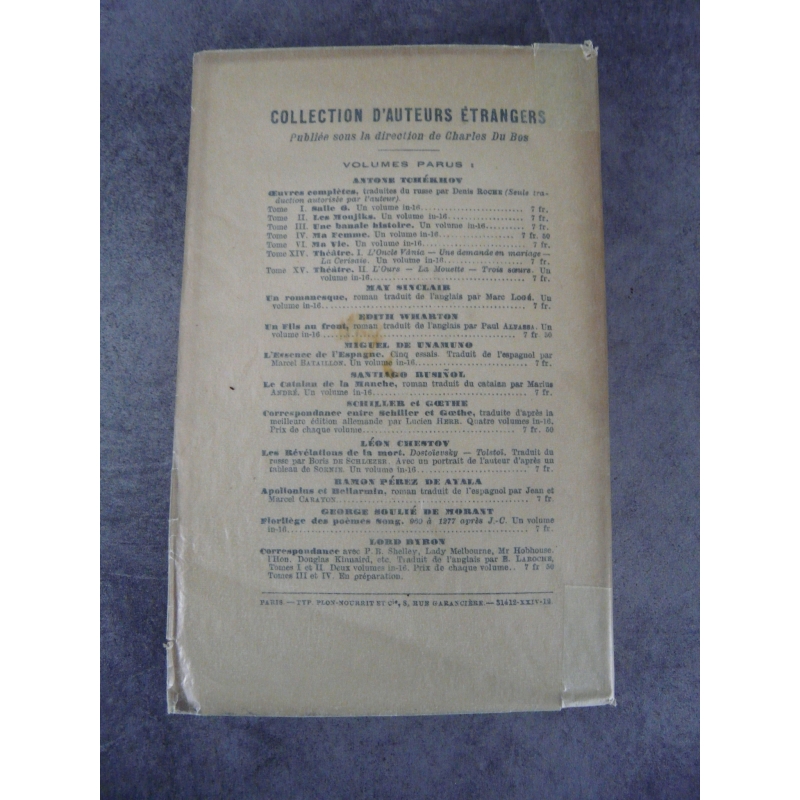 COLLECTION D'AUTEURS ÉTRANGERS
Publiée sous la direction de Charles Du Bos
VOLUMES PARUS :
ANTONE TCHÉKHOV
Œuvres complètes, traduites du russe par Denis ROCHE (Seule tra-
duction autorisée par l'auteur).
Tome I. Salle 6. Un volume in-16. 7 fr.
Tome II. Les Moujiks. Un volume in-16. 7 fr.
Tome III. Une banale histoire. Un volume in-16. 7 fr.
Tome IV. Ma Femme. Un volume in-16. 7 fr. 50
Tome VI. Ma Vie. Un volume in-16. 7 fr.
Tome XIV. Théâtre. I. L'Oncle Vània — Une demande en mariage —
La Cerisaie. Un volume in-16. 7 fr.
Tome XV. Théâtre. II. L'Ours — La Mouette — Trois sœurs. Un
volume in-16. 7 fr.
MAY SINCLAIR
Un romanesque, roman traduit de l'anglais par Marc LOGÉ. Un
volume in-16. 7 fr.
EDITH WHARTON
Un Fils au front, roman traduit de l'anglais par Paul ALFASSA. Un
volume in-16. 7 fr. 50
MIGUEL DE UNAMUNO
L'Essence de l'Espagne. Cinq essais. Traduit de l'espagnol par
Marcel BATAILLON. Un volume in-16. 7 fr.
SANTIAGO RUSIÑOL
Le Catalan de la Manche, roman traduit du catalan par Marius
ANDRÉ. Un volume in-16. 7 fr.
SCHILLER et GŒTHE
Correspondance entre Schiller et Gœthe, traduite d'après la
meilleure édition allemande par Lucien HERR. Quatre volumes in-16.
Prix de chaque volume. 7 fr. 50
LÉON CHESTOV
Les Révélations de la mort. Dostoïevsky — Tolstoï. Traduit du
russe par Boris DE SCHLŒZER. Avec un portrait de l'auteur d'après un
tableau de SORINE. Un volume in-16. 7 fr.
RAMON PÉREZ DE AYALA
Apollonius et Bellarmin, roman traduit de l'espagnol par Jean et
Marcel CARAYON. 7 fr.
GEORGE SOULIÉ DE MORANT
Florilège des poèmes Song. 960 à 1277 après J.-C. Un volume
in-16. 7 fr.
LORD BYRON
Correspondance avec P.B. Shelley, Lady Melbourne, Mr Hobhouse,
l'Hon. Douglas Kinnaird, etc. Traduit de l'anglais par E. LAROCHE.
Tomes I et II. Deux volumes in-16. Prix de chaque volume. 7 fr 50
Tomes III et IV. En préparation.
PARIS — TYP. PLON-NOURRIT ET Cie, 8, RUE GARANCIÈRE. — 31412-XXIV-12.